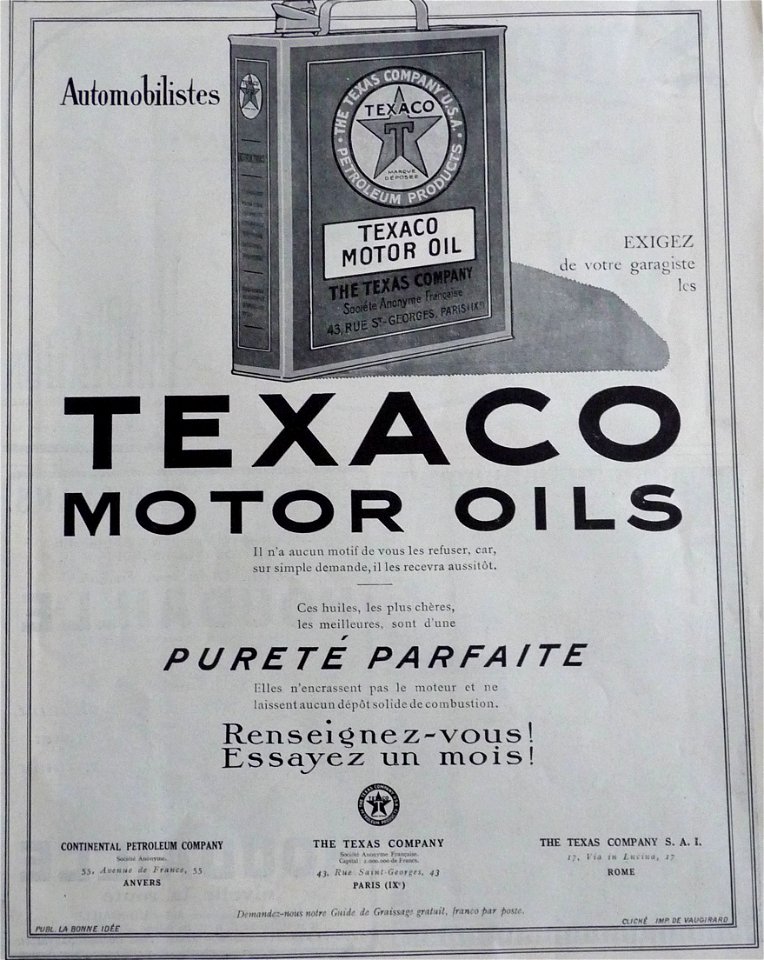 Automobilistes
THE TEXAS COMPANY U.S.A.
TEXACO
T
MARQUE
DÉPOSÉE
PETROLEUM PRODUCTS
TEXACO
MOTOR OIL
THE TEXAS COMPANY
Société Anonyme Française
43, RUE ST-GEORGES, PARIS (IXe)
EXIGEZ
de votre garagiste
les
TEXACO
MOTOR OILS
Il n'a aucun motif de vous les refuser, car,
sur simple demande, il les recevra aussitôt.
Ces huiles, les plus chères,
les meilleures, sont d'une
PURETÉ PARFAITE
Elles n'encrassent pas le moteur et ne
laissent aucun dépôt solide de combustion.
Renseignez-vous!
Essayez un mois!
CONTINENTAL PETROLEUM COMPANY
Société Anonyme.
55, Avenue de France, 55
ANVERS
THE TEXAS COMPANY
Société Anonyme Française.
Capital : 2.000.000 de Francs.
43, Rue Saint-Georges, 43
PARIS (IXe)
THE TEXAS COMPANY S. A. I.
17, Via in Lucina, 17
ROME
Demandez-nous notre Guide de Graissage gratuit, franco par poste.
PUBL. LA BONNE IDÉE
CLICHÉ IMP. DE VAUGIRARD